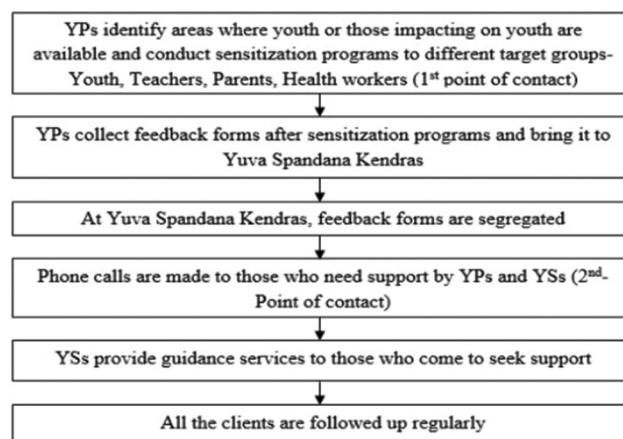 YPs identify areas where youth or those impacting on youth are
available and conduct sensitization programs to different target groups-
Youth, Teachers, Parents, Health workers (1st point of contact)
YPs collect feedback forms after sensitization programs and bring it to
Yuva Spandana Kendras
At Yuva Spandana Kendras, feedback forms are segregated
Phone calls are made to those who need support by YPs and YSs (2nd-
Point of contact)
YSs provide guidance services to those who come to seek support
All the clients are followed up regularly